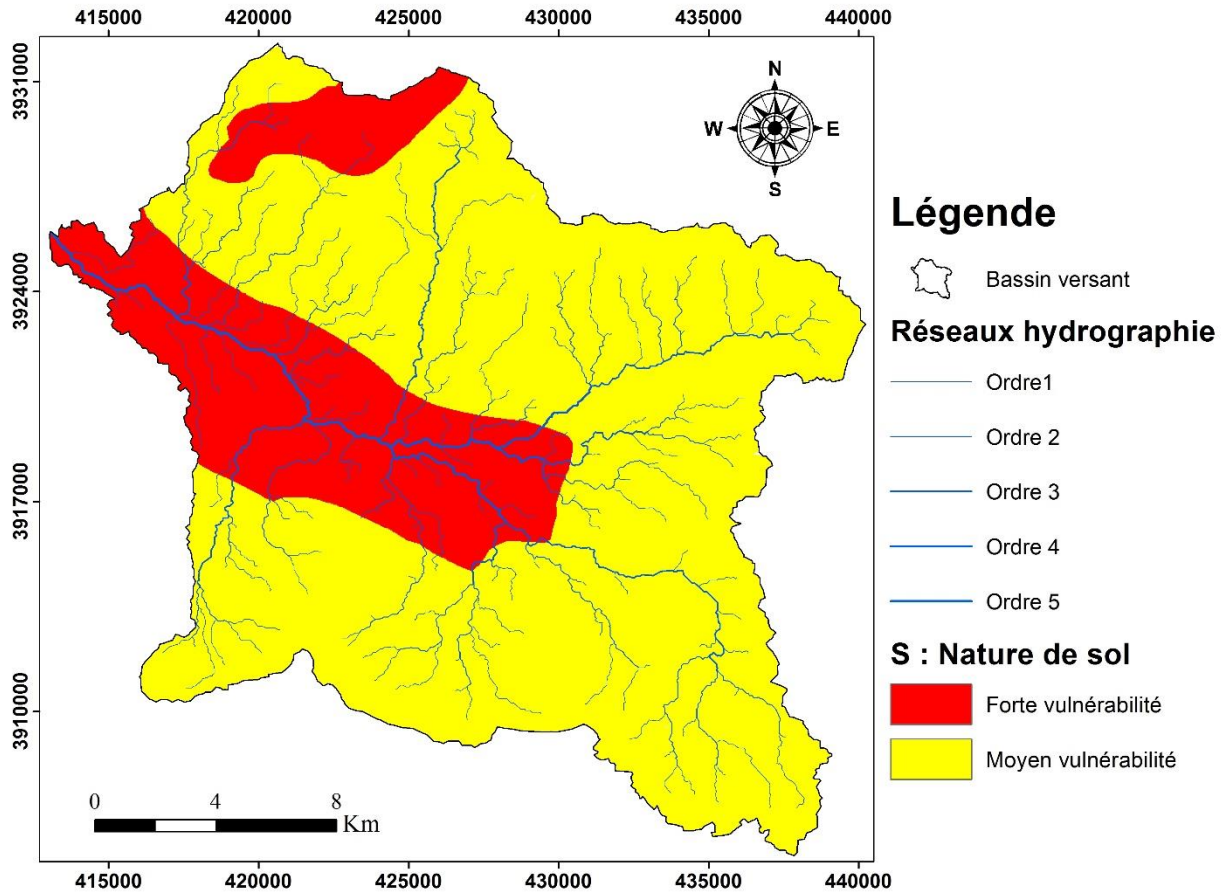 415000 420000 425000 430000 435000 440000
3931000
3924000
3917000
3910000
N
W E
S
0 4 8
Km
415000 420000 425000 430000 435000 440000
Légende
Bassin versant
Réseaux hydrographie
Ordre1
Ordre 2
Ordre 3
Ordre 4
Ordre 5
S : Nature de sol
Forte vulnérabilité
Moyen vulnérabilité